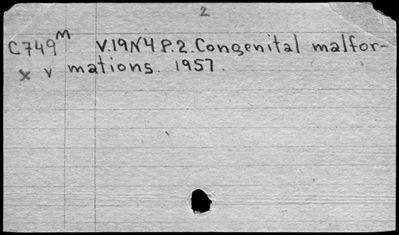 2
C749ᵐ V.19N4 P.2. Congenital malfor-
x v mations. 1957.